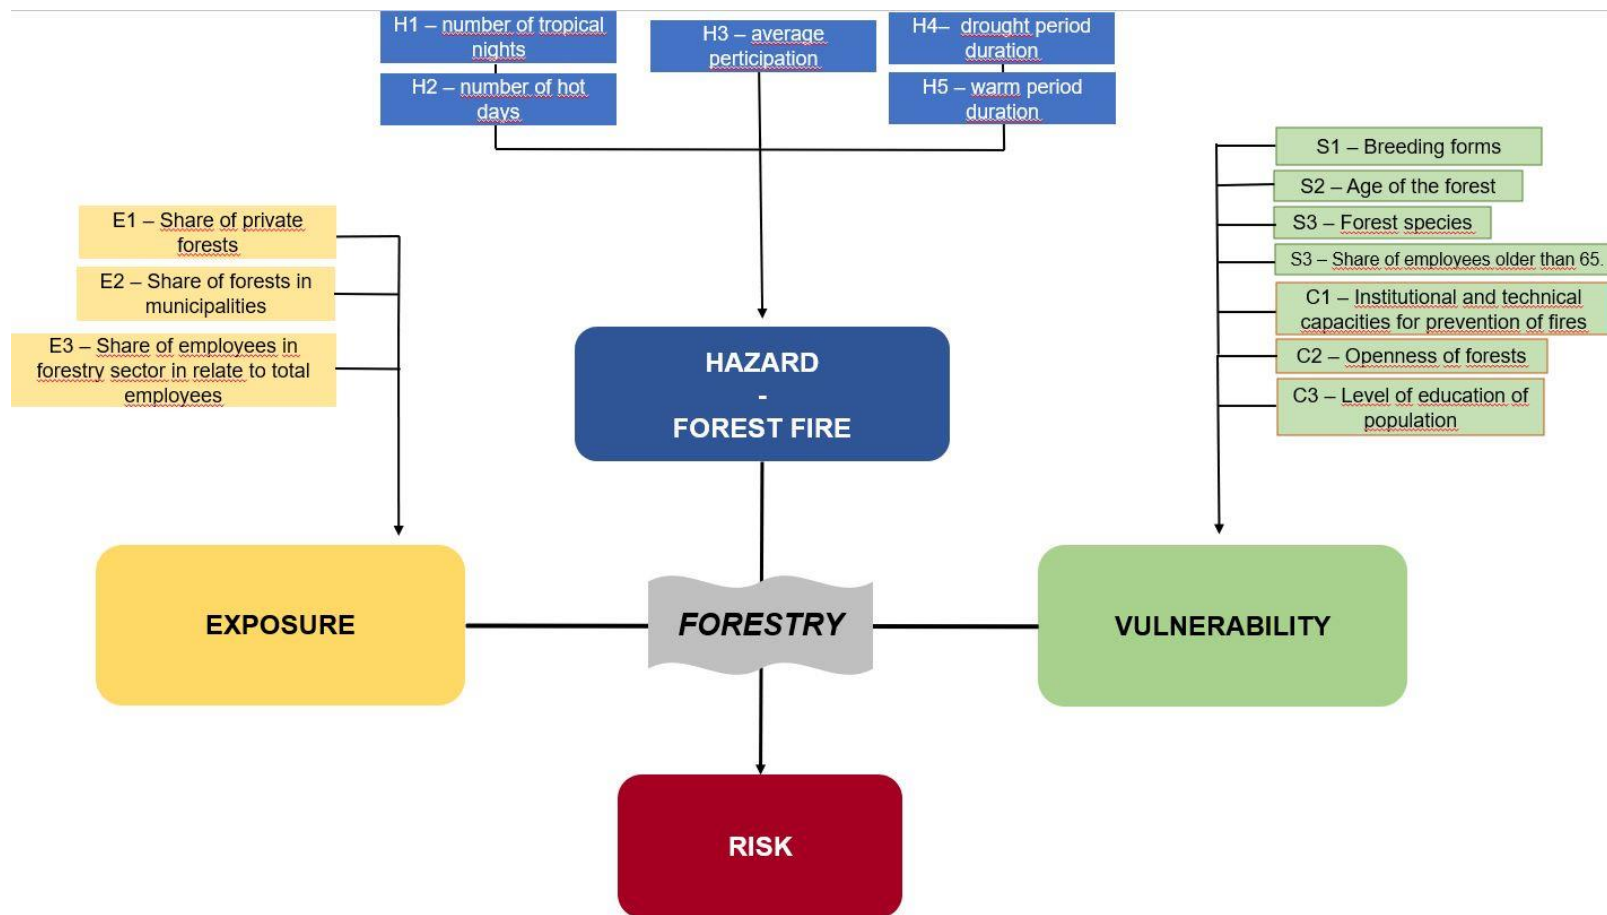 H1 – number of tropical
nights
H2 – number of hot
days
H3 – average
perticipation
H4–  drought period
duration
H5 – warm period
duration
E1 – Share of private
forests
E2 – Share of forests in
municipalities
E3 – Share of employees in
forestry sector in relate to total
employees
S1 – Breeding forms
S2 – Age of the forest
S3 – Forest species
S3 – Share of employees older than 65.
C1 – Institutional and technical
capacities for prevention of fires
C2 – Openness of forests
C3 – Level of education of
population
HAZARD
-
FOREST FIRE
EXPOSURE
FORESTRY
VULNERABILITY
RISK